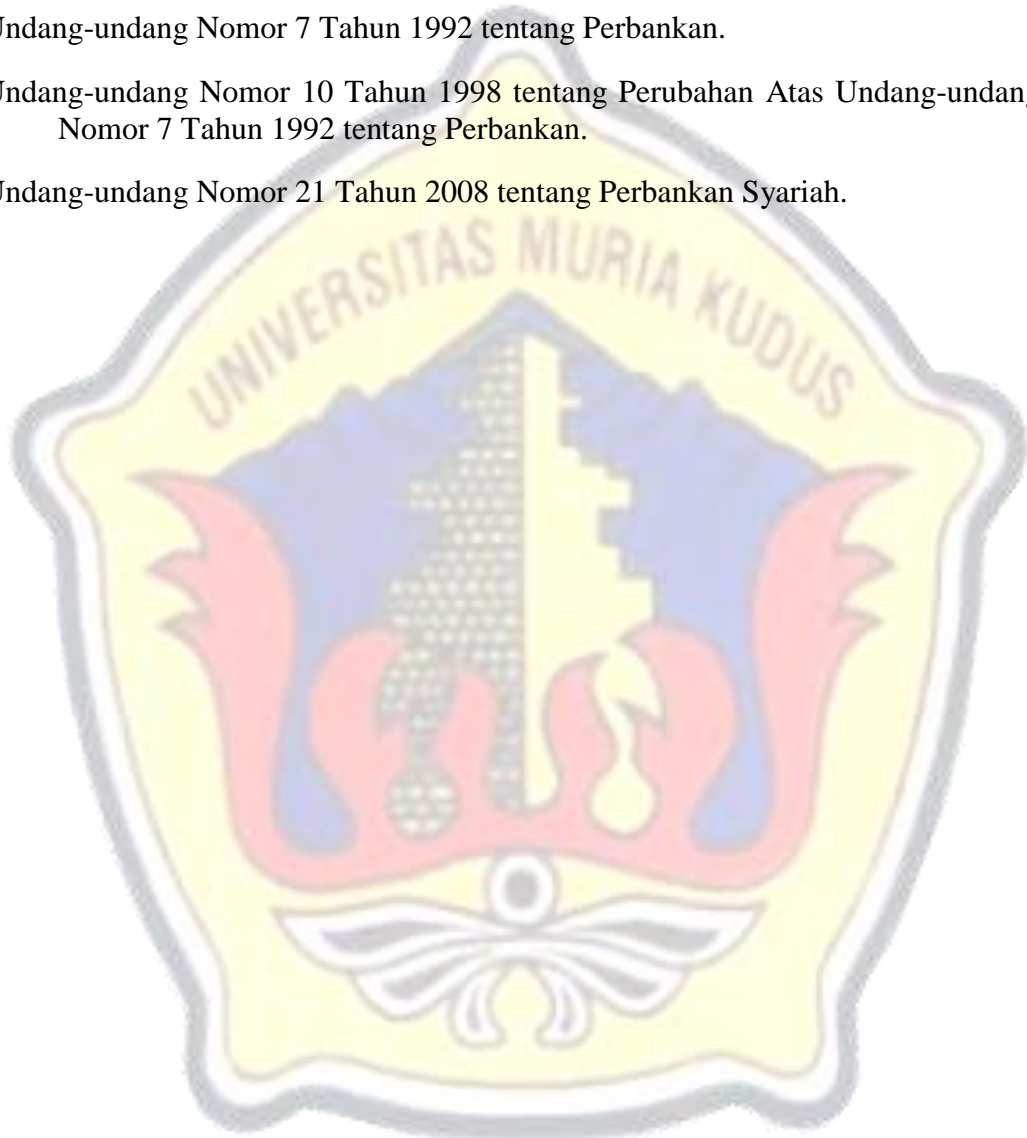 Undang-undang Nomor 7 Tahun 1992 tentang Perbankan.
Undang-undang Nomor 10 Tahun 1998 tentang Perubahan Atas Undang-undang
Nomor 7 Tahun 1992 tentang Perbankan.
Undang-undang Nomor 21 Tahun 2008 tentang Perbankan Syariah.
UNIVERSITAS MURIA KUDUS